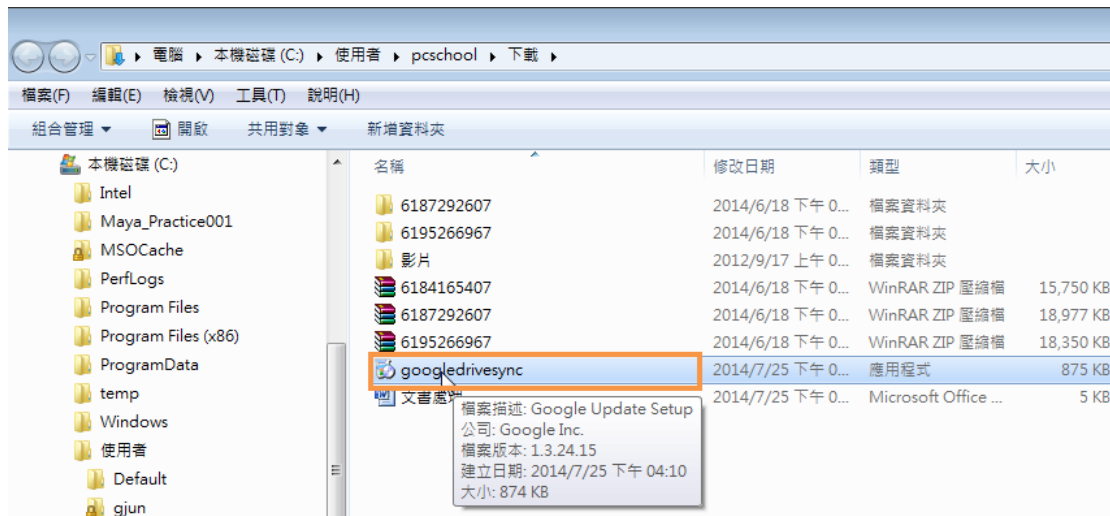 電腦 本機磁碟 (C:) 使用者 pcschool 下載
檔案(F) 編輯(E) 檢視(V) 工具(T) 說明(H)
組合管理 開啟 共用對象 新增資料夾
本機磁碟 (C:)
Intel
Maya_Practice001
MSOCache
PerfLogs
Program Files
Program Files (x86)
ProgramData
temp
Windows
使用者
Default
gjun
名稱 修改日期 類型 大小
6187292607 2014/6/18 下午 0... 檔案資料夾
6195266967 2014/6/18 下午 0... 檔案資料夾
影片 2012/9/17 上午 0... 檔案資料夾
6184165407 2014/6/18 下午 0... WinRAR ZIP 壓縮檔 15,750 KB
6187292607 2014/6/18 下午 0... WinRAR ZIP 壓縮檔 18,977 KB
6195266967 2014/6/18 下午 0... WinRAR ZIP 壓縮檔 18,350 KB
googledrivesync 2014/7/25 下午 0... 應用程式 875 KB
文書處理 2014/7/25 下午 0... Microsoft Office ... 5 KB
檔案描述: Google Update Setup
公司: Google Inc.
檔案版本: 1.3.24.15
建立日期: 2014/7/25 下午 04:10
大小: 874 KB